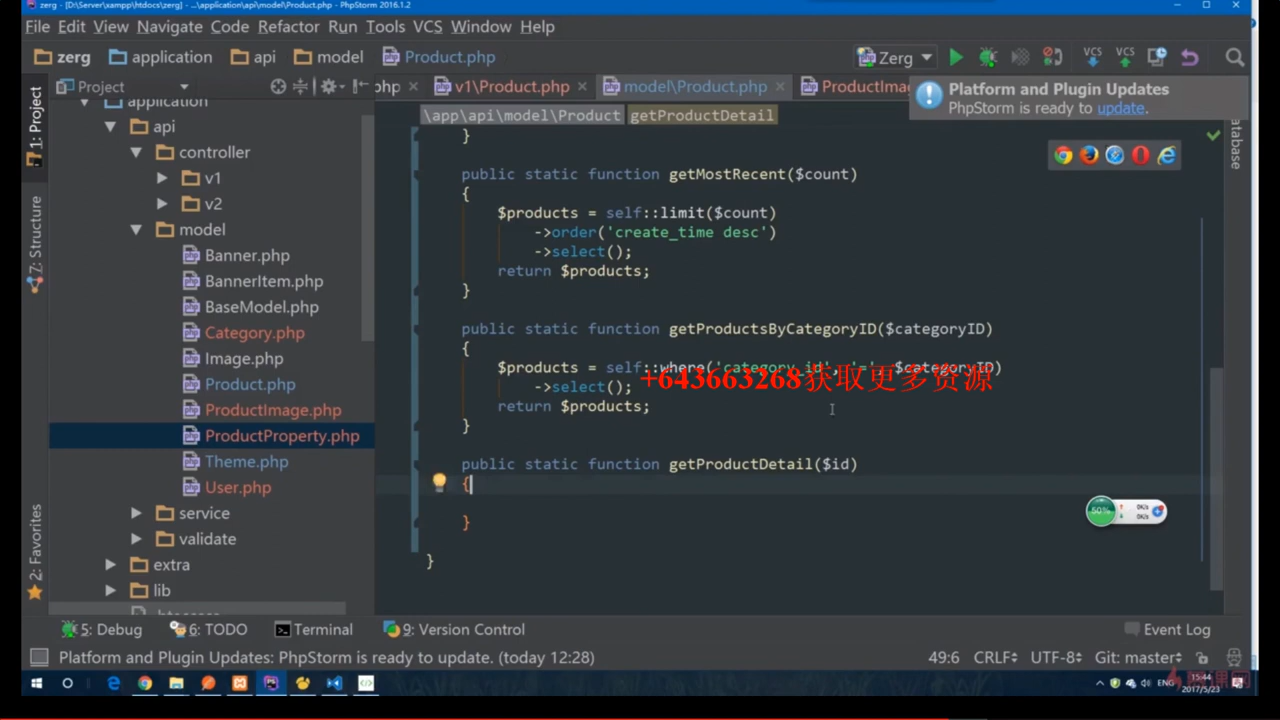 zerg - [D:\Server\xampp\htdocs\zerg] - ...\application\api\model\Product.php - PhpStorm 2016.1.2
File Edit View Navigate Code Refactor Run Tools VCS Window Help
zerg application api model Product.php Zerg VCS VCS
Project php v1\Product.php model\Product.php ProductImag
Platform and Plugin Updates
PhpStorm is ready to update.
1: Project
7: Structure
2: Favorites
application
api
controller
v1
v2
model
Banner.php
BannerItem.php
BaseModel.php
Category.php
Image.php
Product.php
ProductImage.php
ProductProperty.php
Theme.php
User.php
service
validate
extra
lib
\app\api\model\Product getProductDetail
}
public static function getMostRecent($count)
{
$products = self::limit($count)
->order('create_time desc')
->select();
return $products;
}
public static function getProductsByCategoryID($categoryID)
{
$products = self::where('category_id', '=', $categoryID)
->select();
return $products;
}
+643663268获取更多资源
public static function getProductDetail($id)
{
}
}
atabase
50% 0K/s
0K/s
5: Debug 6: TODO Terminal 9: Version Control Event Log
Platform and Plugin Updates: PhpStorm is ready to update. (today 12:28) 49:6 CRLF UTF-8 Git: master
ENG 15:44
2017/5/23